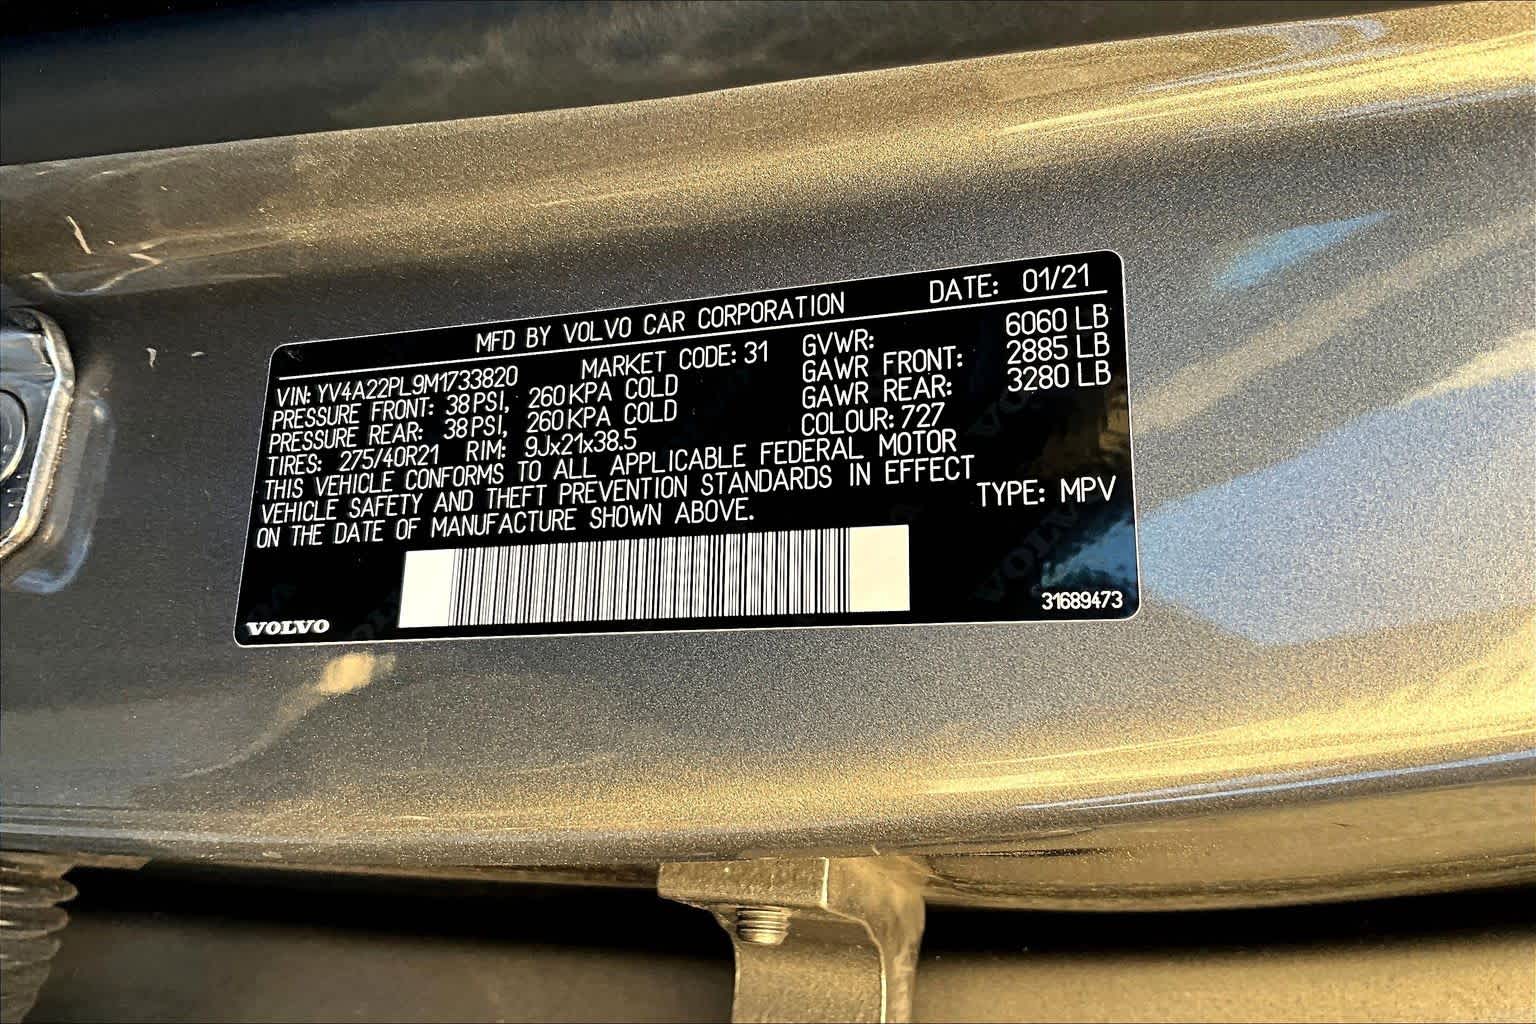 MFD BY VOLVO CAR CORPORATION DATE: 01/21
VIN: YV4A22PL9M1733820 MARKET CODE: 31 GVWR: 6060 LB
PRESSURE FRONT: 38 PSI, 260 KPA COLD GAWR FRONT: 2885 LB
PRESSURE REAR: 38 PSI, 260 KPA COLD GAWR REAR: 3280 LB
TIRES: 275/40R21 RIM: 9Jx21x38.5 COLOUR: 727
THIS VEHICLE CONFORMS TO ALL APPLICABLE FEDERAL MOTOR
VEHICLE SAFETY AND THEFT PREVENTION STANDARDS IN EFFECT
ON THE DATE OF MANUFACTURE SHOWN ABOVE. TYPE: MPV
VOLVO 31689473